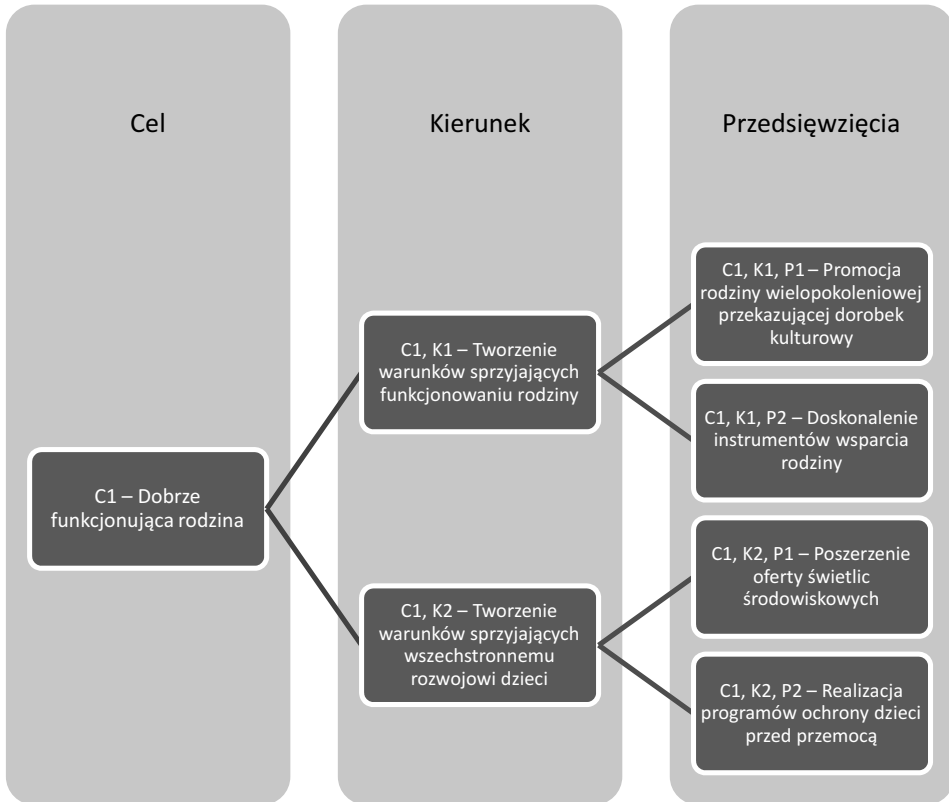 Cel
Kierunek
Przedsięwzięcia
C1 – Dobrze
funkcjonująca rodzina
C1, K1 – Tworzenie
warunków sprzyjających
funkcjonowaniu rodziny
C1, K2 – Tworzenie
warunków sprzyjających
wszechstronnemu
rozwojowi dzieci
C1, K1, P1 – Promocja
rodziny wielopokoleniowej
przekazującej dorobek
kulturowy
C1, K1, P2 – Doskonalenie
instrumentów wsparcia
rodziny
C1, K2, P1 – Poszerzenie
oferty świetlic
środowiskowych
C1, K2, P2 – Realizacja
programów ochrony dzieci
przed przemocą